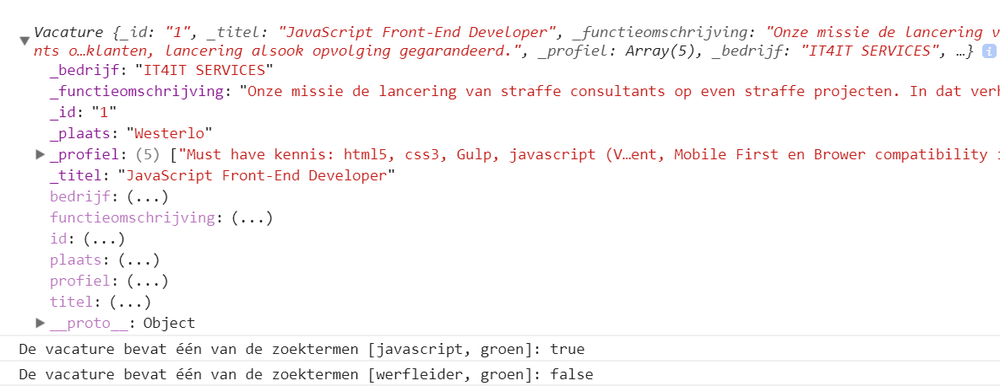 Vacature {_id: "1", _titel: "JavaScript Front-End Developer", _functieomschrijving: "Onze missie de lancering v
nts o…klanten, lancering alsook opvolging gegarandeerd.", _profiel: Array(5), _bedrijf: "IT4IT SERVICES", …} i
_bedrijf: "IT4IT SERVICES"
_functieomschrijving: "Onze missie de lancering van straffe consultants op even straffe projecten. In dat verh
_id: "1"
_plaats: "Westerlo"
_profiel: (5) ["Must have kennis: html5, css3, Gulp, javascript (V…ent, Mobile First en Brower compatibility i
_titel: "JavaScript Front-End Developer"
bedrijf: (...)
functieomschrijving: (...)
id: (...)
plaats: (...)
profiel: (...)
titel: (...)
__proto__: Object
De vacature bevat één van de zoektermen [javascript, groen]: true
De vacature bevat één van de zoektermen [werfleider, groen]: false